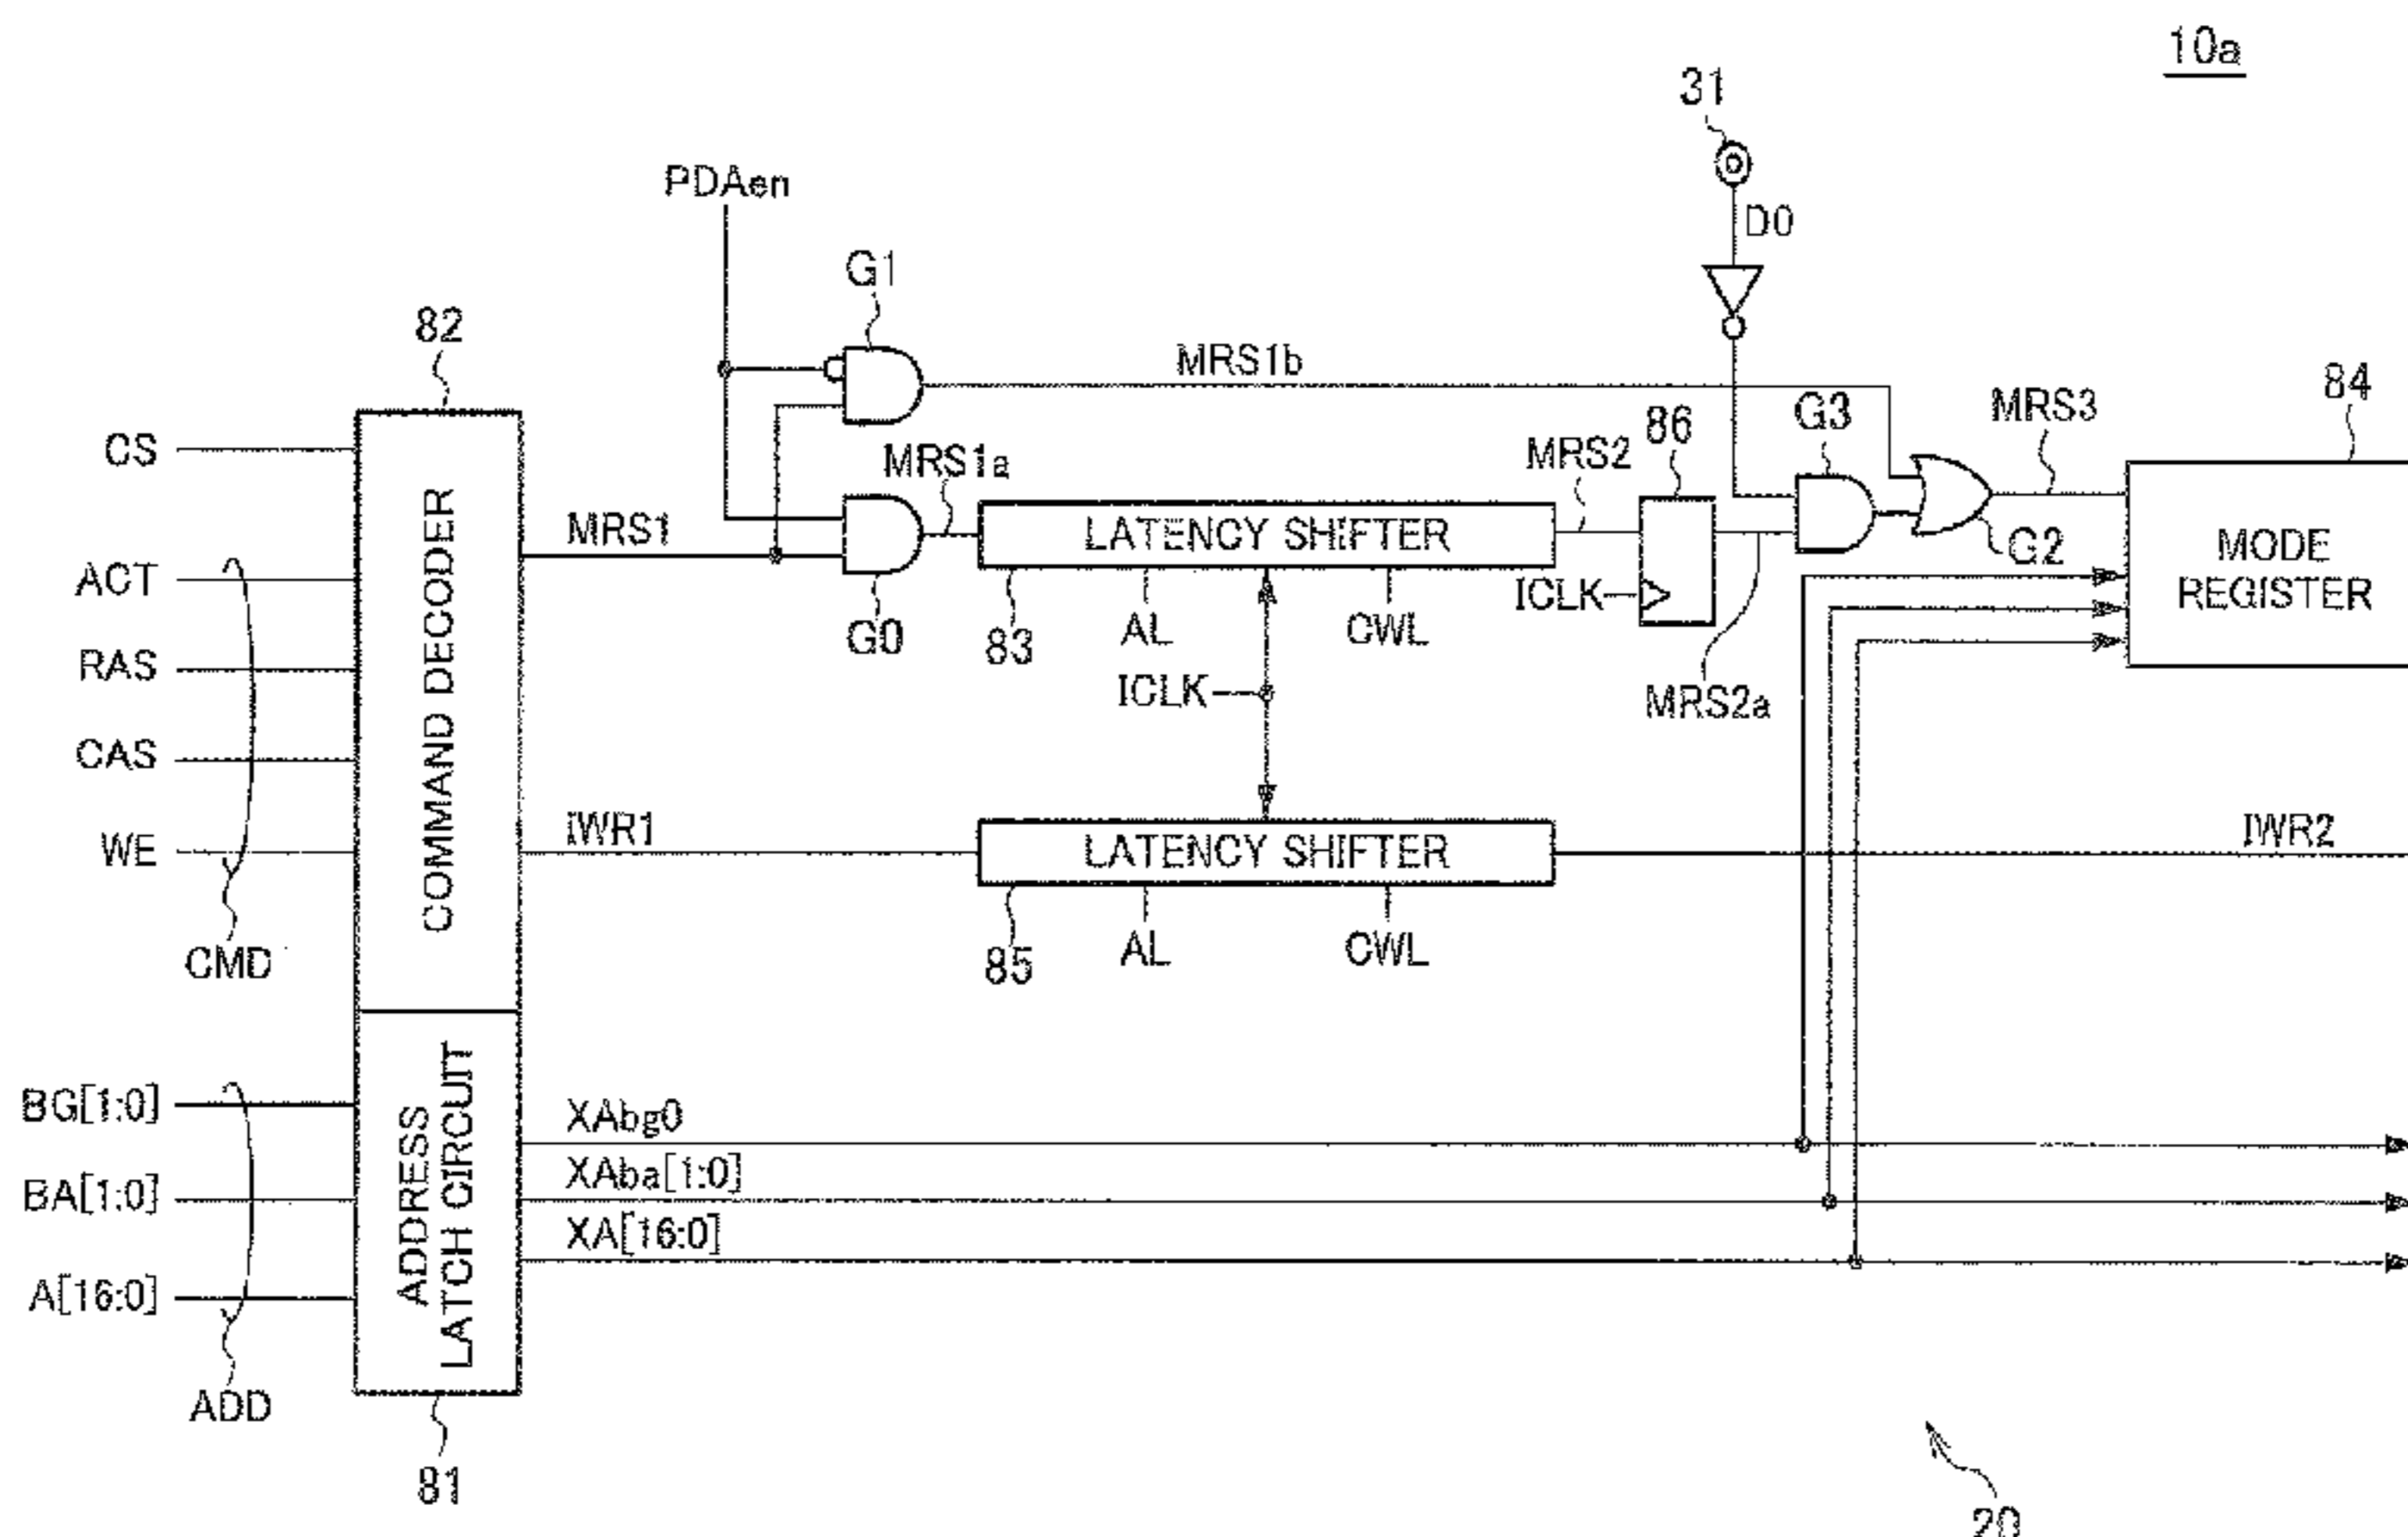 10a
31
PDAen
D0
G1
82
MRS1b
84
MRS3
G3
86
CS
MRS1a
MRS2
COMMAND DECODER
MRS1
LATENCY SHIFTER
G2
MODE
REGISTER
ACT
ICLK
G0
83
AL
CWL
RAS
ICLK
MRS2a
CAS
WE
IWR1
LATENCY SHIFTER
IWR2
CMD
85
AL
CWL
ADDRESS
LATCH CIRCUIT
BG[1:0]
XAbg0
BA[1:0]
XAba[1:0]
XA[16:0]
A[16:0]
ADD
81
20